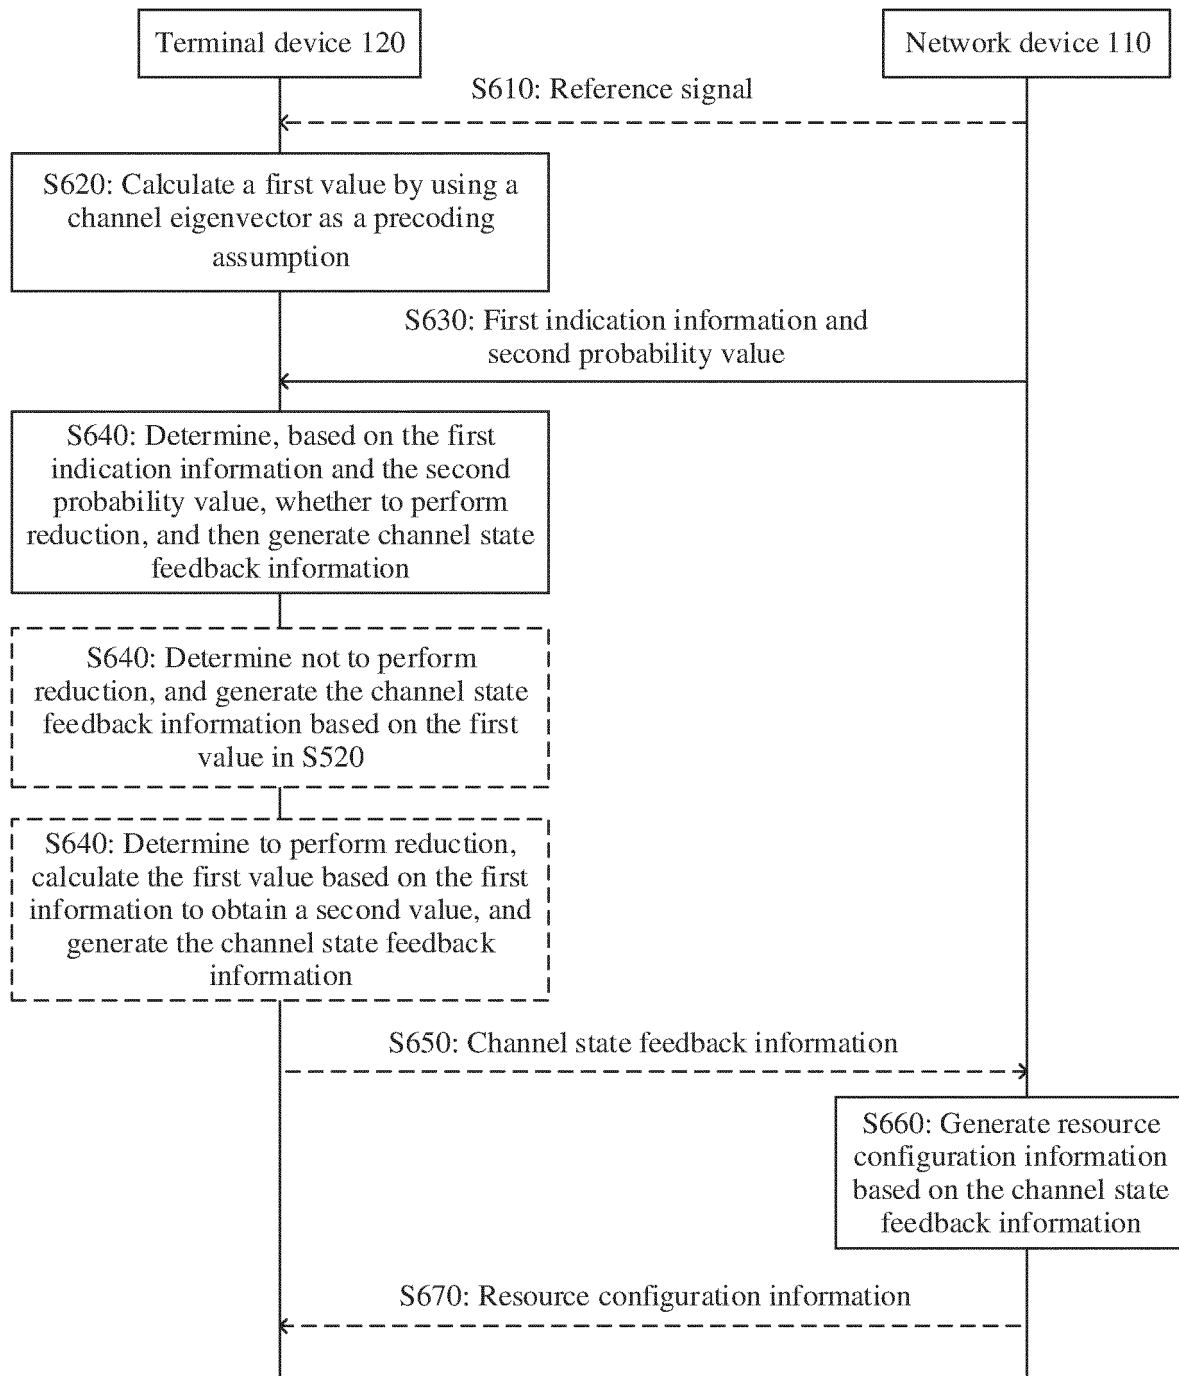 Terminal device 120
Network device 110
S610: Reference signal
S620: Calculate a first value by using a
channel eigenvector as a precoding
assumption
S630: First indication information and
second probability value
S640: Determine, based on the first
indication information and the second
probability value, whether to perform
reduction, and then generate channel state
feedback information
S640: Determine not to perform
reduction, and generate the channel state
feedback information based on the first
value in S520
S640: Determine to perform reduction,
calculate the first value based on the first
information to obtain a second value, and
generate the channel state feedback
information
S650: Channel state feedback information
S660: Generate resource
configuration information
based on the channel state
feedback information
S670: Resource configuration information